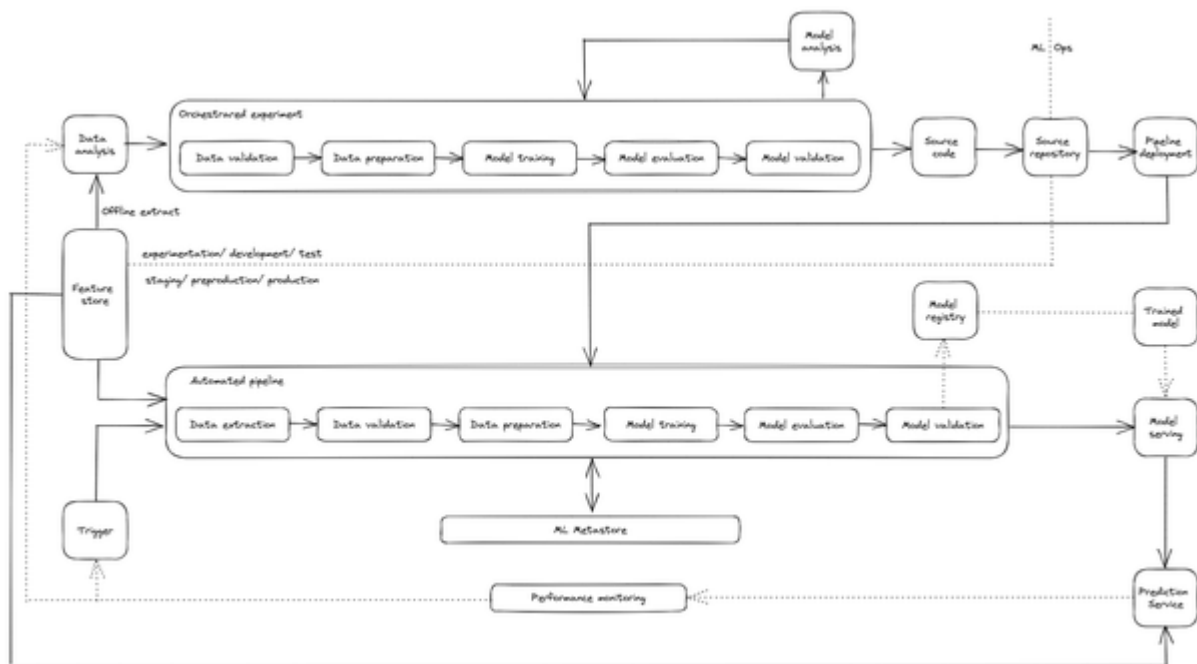 Model
analysis
ML Ops
Orchestrared experiment
Data
analysis
Data validation
Data preparation
Model training
Model evaluation
Model validation
Source
code
Source
repository
Pipeline
deployment
Offline extract
experimentation/ development/ test
staging/ preproduction/ production
Feature
store
Model
registry
Trained
model
Automated pipeline
Data extraction
Data validation
Data preparation
Model training
Model evaluation
Model validation
Model
serving
Trigger
ML Metastore
Performance monitoring
Prediction
Service